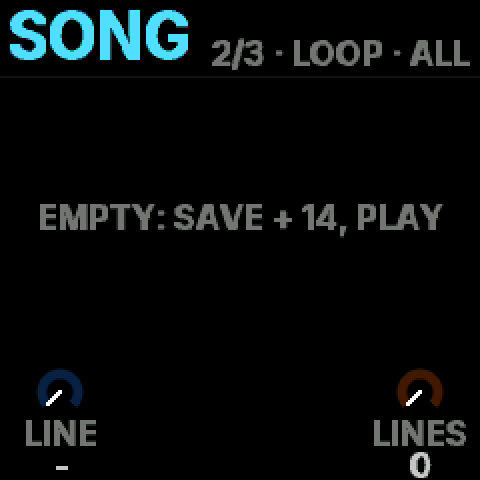 SONG 2/3 · LOOP · ALL
EMPTY: SAVE + 14, PLAY
LINE LINES
- 0